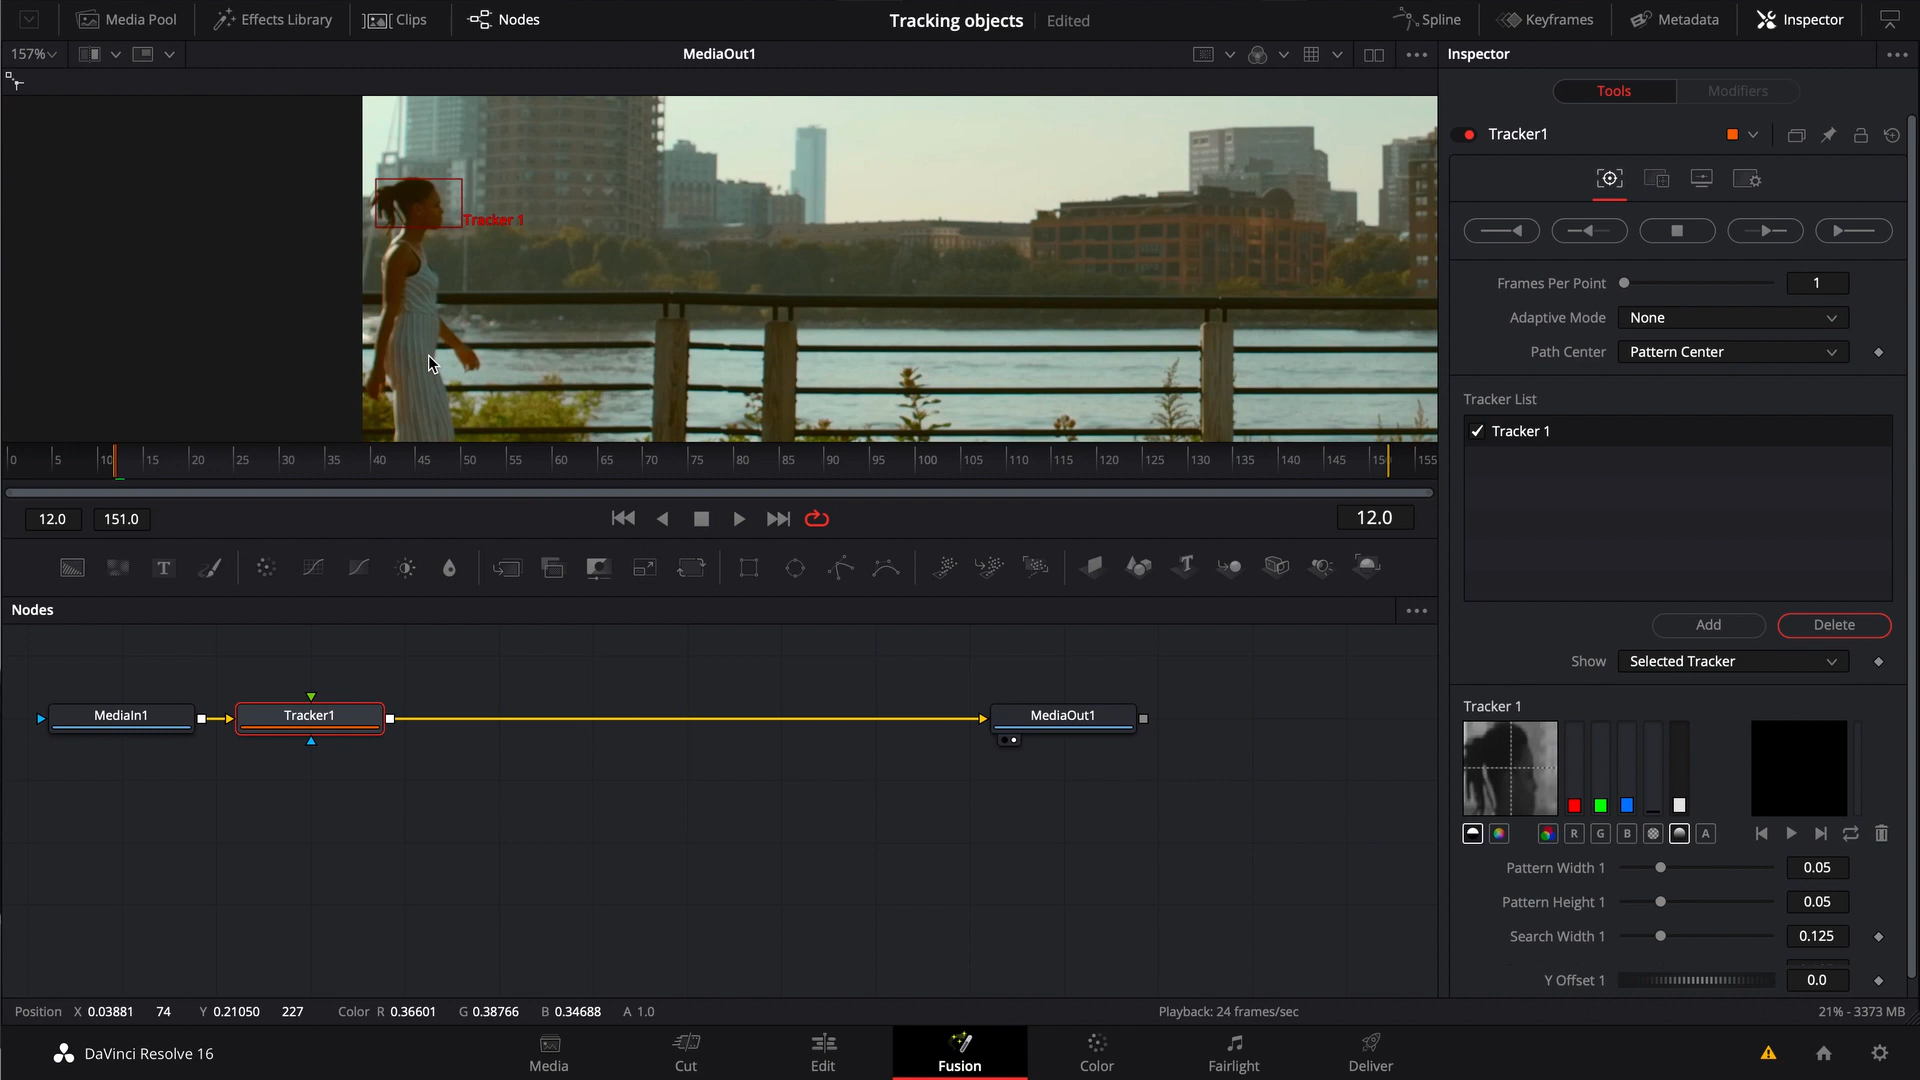 Media Pool
Effects Library
Clips
Nodes
Tracking objects
Edited
Spline
Keyframes
Metadata
Inspector
157%
MediaOut1
Inspector
Tools
Modifiers
Tracker1
Tracker 1
Frames Per Point
1
Adaptive Mode
None
Path Center
Pattern Center
Tracker List
Tracker 1
0 5 10 15 20 25 30 35 40 45 50 55 60 65 70 75 80 85 90 95 100 105 110 115 120 125 130 135 140 145 15 155
12.0
151.0
12.0
T
T
Nodes
Add
Delete
Show
Selected Tracker
MediaIn1
Tracker1
MediaOut1
Tracker 1
R
G
B
A
Pattern Width 1
0.05
Pattern Height 1
0.05
Search Width 1
0.125
Y Offset 1
0.0
Position X 0.03881 74 Y 0.21050 227 Color R 0.36601 G 0.38766 B 0.34688 A 1.0
Playback: 24 frames/sec
21% - 3373 MB
DaVinci Resolve 16
Media
Cut
Edit
Fusion
Color
Fairlight
Deliver